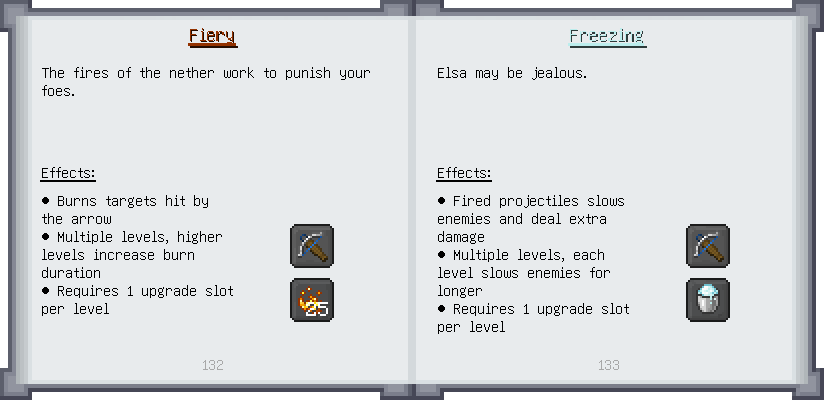 Fiery
The fires of the nether work to punish your
foes.
Effects:
● Burns targets hit by
the arrow
● Multiple levels, higher
levels increase burn
duration
● Requires 1 upgrade slot
per level
25
132
Freezing
Elsa may be jealous.
Effects:
● Fired projectiles slows
enemies and deal extra
damage
● Multiple levels, each
level slows enemies for
longer
● Requires 1 upgrade slot
per level
133